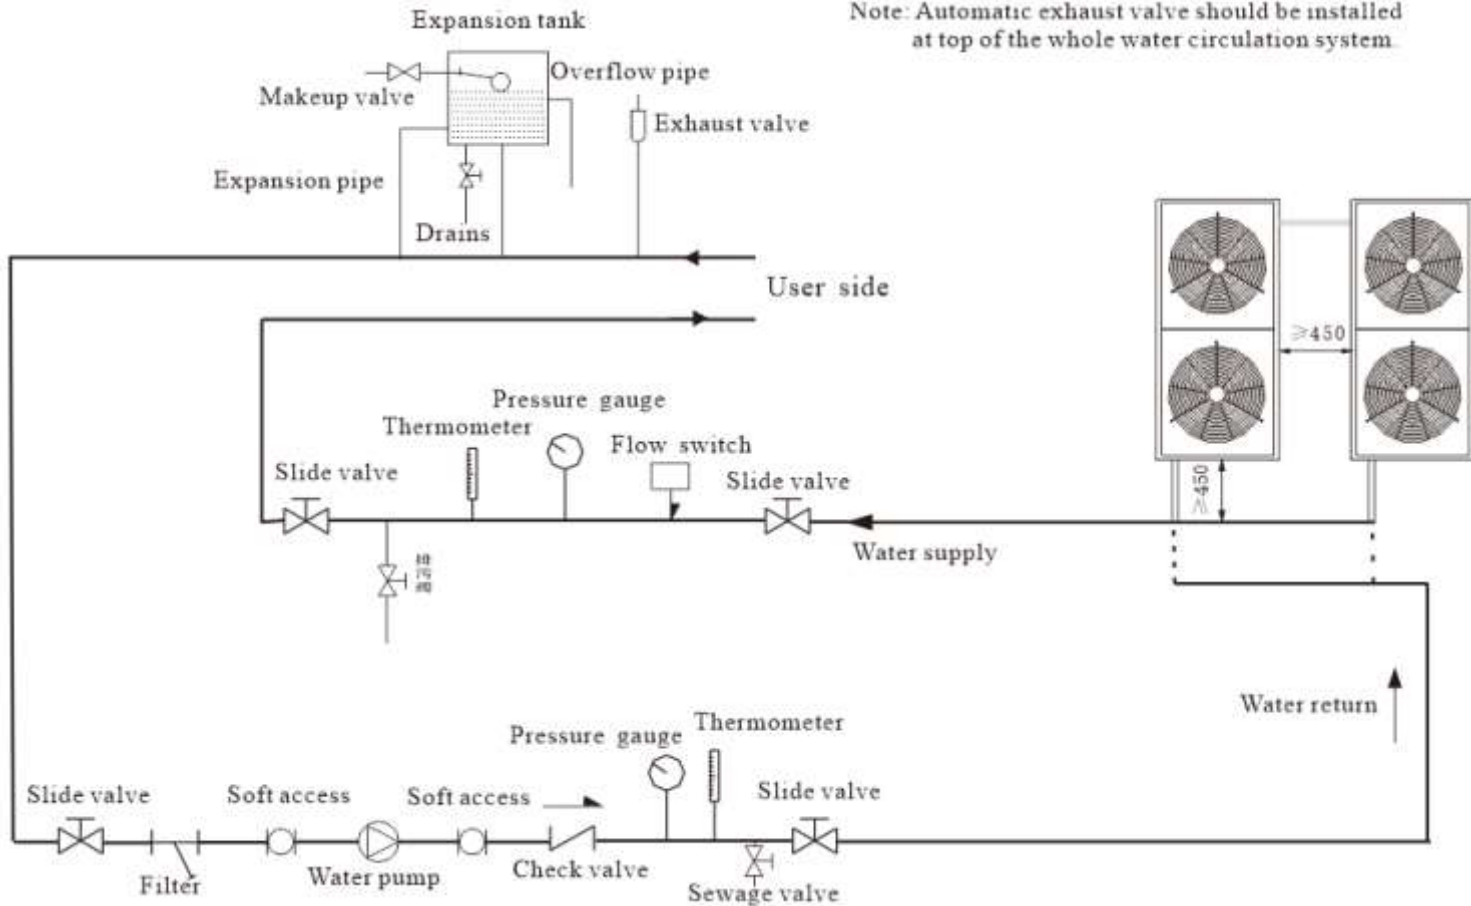 Note: Automatic exhaust valve should be installed
at top of the whole water circulation system.
Expansion tank
Overflow pipe
Makeup valve
Exhaust valve
Expansion pipe
Drains
User side
≥450
Pressure gauge
Thermometer
Flow switch
Slide valve
Slide valve
≥450
Water supply
Water return
Thermometer
Pressure gauge
Slide valve
Soft access
Soft access
Slide valve
Filter
Water pump
Check valve
Sewage valve